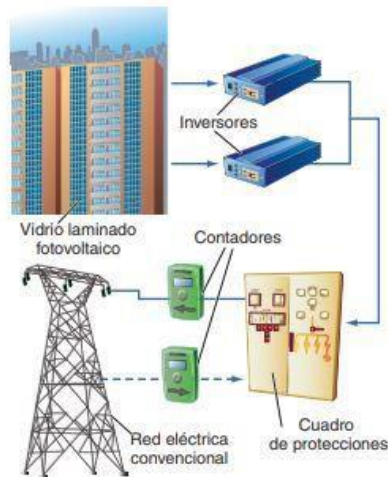 Inversores
Vidrio laminado
fotovoltaico
Contadores
Cuadro
de protecciones
Red eléctrica
convencional